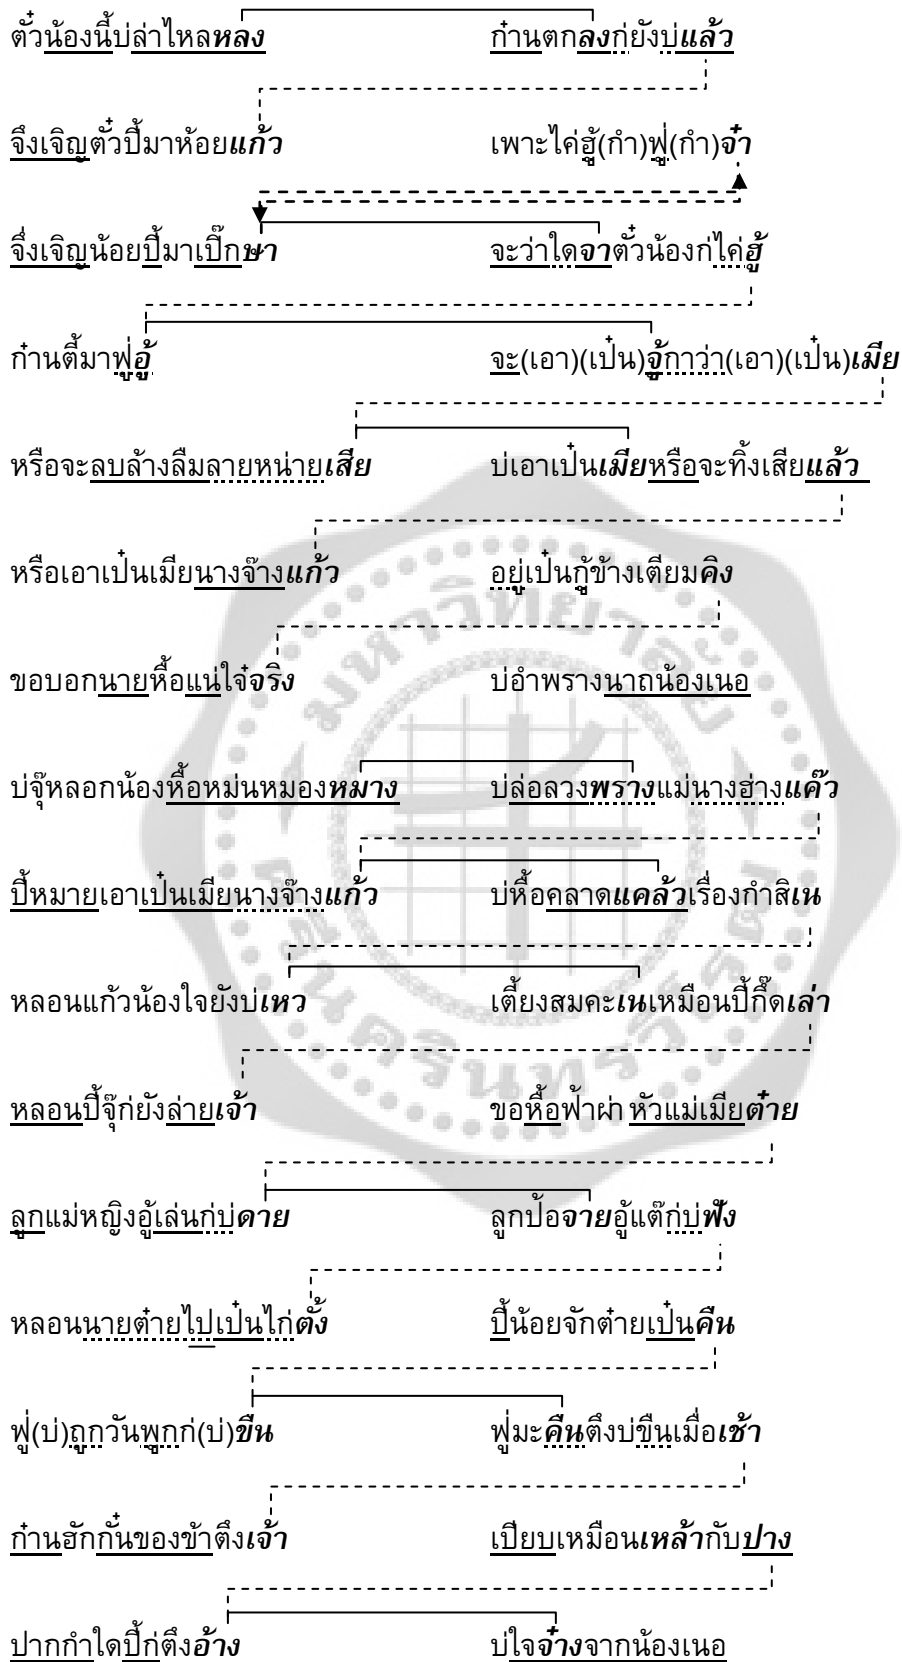 ตั๋วน้องนี้บ่ล่าไหลหลง ก๋านตกลงก่ยังบ่แล้ว
จึงเจิญตั๋วปี้มาห้อยแก้ว เพาะไค่ฮู้(กำ)ฟู่(กำ)จ๋ำ
จึ่งเจิญน้อยปี้มาเปิ๊กษา จะว่าใดจาตั๋วน้องก่ไค่ฮู้
ก๋านตี้มาฟู่อู้ จะ(เอา)(เป๋น)จู้กาว่า(เอา)(เป๋น)เมีย
หรือจะลบล้างลืมลายหน่ายเสีย บ่เอาเป๋นเมียหรือจะทิ้งเสียแล้ว
หรือเอาเป๋นเมียนางจ๊างแก้ว อยู่เป๋นกู้ข้างเตียมคิง
ขอบอกนายหื้อแน่ใจ๋จริง บ่อำพรางนาถน้องเนอ
บ่จุ๊หลอกน้องหื้อหม่นหมองหมาง บ่ล่อลวงพรางแม่นางฮ่างแค๊ว
ปี้หมายเอาเป๋นเมียนางจ๊างแก้ว บ่หื้อคลาดแคล้วเรื่องกำสิเน
หลอนแก้วน้องใจยังบ่เหว เตี้ยงสมคะเนเหมือนปี้กึ๊ดเล่า
หลอนปี้จุ๊ก่ยังล่ายเจ้า ขอหื้อฟ้าผ่า หัวแม่เมียต๋าย
ลูกแม่หญิงอู้เล่นก่บ่ดาย ลูกป้อจายอู้แต๊ก่บ่ฟัง
หลอนนายต๋ายไปเป๋นไก่ตั้ง ปี้น้อยจักต๋ายเป๋นคืน
ฟู่(บ่)ถูกวันพูกก่(บ่)ขืน ฟู่มะคืนตึงบ่ขืนเมื่อเช้า
ก๋านฮักกั๋นของข้าตึงเจ้า เปียบเหมือนเหล้ากับปาง
ปากกำใดปี้ก่ตึงอ้าง บ่ใจจ๋างจากน้องเนอ
มหาวิทยาลัย
ศรีนครินทรวิโรฒ